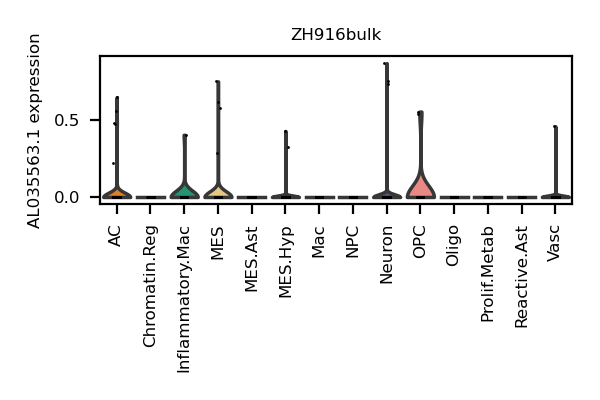 ZH916bulk
AL035563.1 expression
0.5
0.0
AC
Chromatin.Reg
Inflammatory.Mac
MES
MES.Ast
MES.Hyp
Mac
NPC
Neuron
OPC
Oligo
Prolif.Metab
Reactive.Ast
Vasc